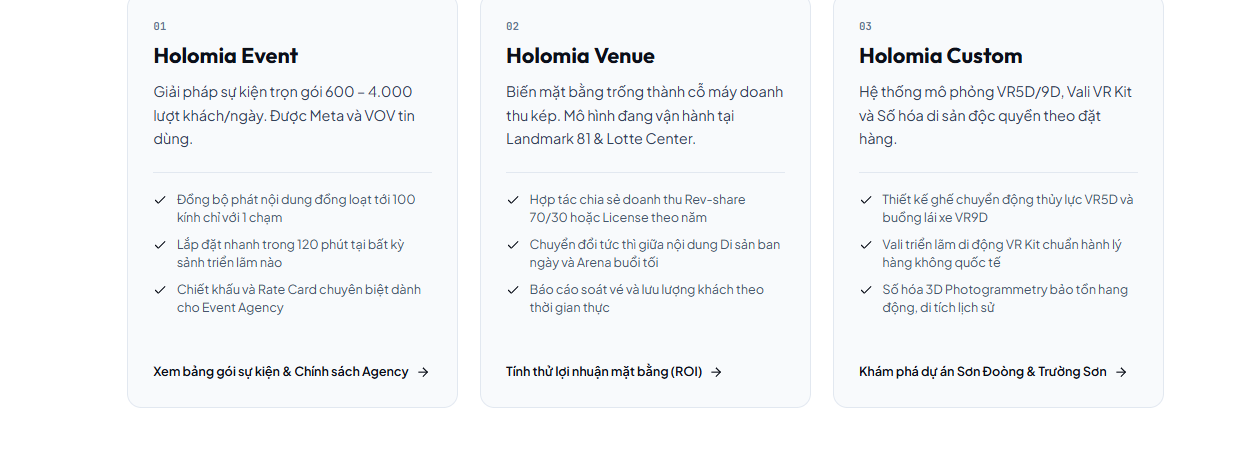 01
Holomia Event
Giải pháp sự kiện trọn gói 600 – 4.000
lượt khách/ngày. Được Meta và VOV tin
dùng.
Đồng bộ phát nội dung đồng loạt tới 100
kính chỉ với 1 chạm
Lắp đặt nhanh trong 120 phút tại bất kỳ
sảnh triển lãm nào
Chiết khấu và Rate Card chuyên biệt dành
cho Event Agency
Xem bảng gói sự kiện & Chính sách Agency →
02
Holomia Venue
Biến mặt bằng trống thành cỗ máy doanh
thu kép. Mô hình đang vận hành tại
Landmark 81 & Lotte Center.
Hợp tác chia sẻ doanh thu Rev-share
70/30 hoặc License theo năm
Chuyển đổi tức thì giữa nội dung Di sản ban
ngày và Arena buổi tối
Báo cáo soát vé và lưu lượng khách theo
thời gian thực
Tính thử lợi nhuận mặt bằng (ROI) →
03
Holomia Custom
Hệ thống mô phỏng VR5D/9D, Vali VR Kit
và Số hóa di sản độc quyền theo đặt
hàng.
Thiết kế ghế chuyển động thủy lực VR5D và
buồng lái xe VR9D
Vali triển lãm di động VR Kit chuẩn hành lý
hàng không quốc tế
Số hóa 3D Photogrammetry bảo tồn hang
động, di tích lịch sử
Khám phá dự án Sơn Đoòng & Trường Sơn →